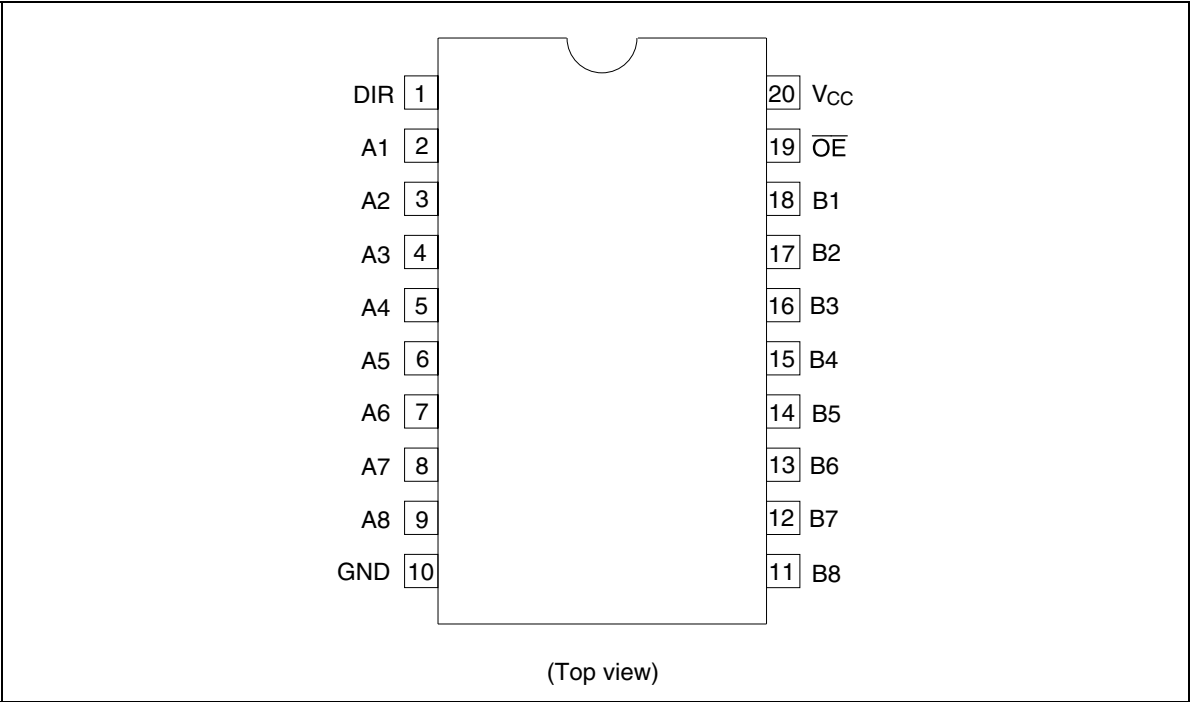 DIR 1 20 VCC
A1 2 19 O̅E̅
A2 3 18 B1
A3 4 17 B2
A4 5 16 B3
A5 6 15 B4
A6 7 14 B5
A7 8 13 B6
A8 9 12 B7
GND 10 11 B8
(Top view)